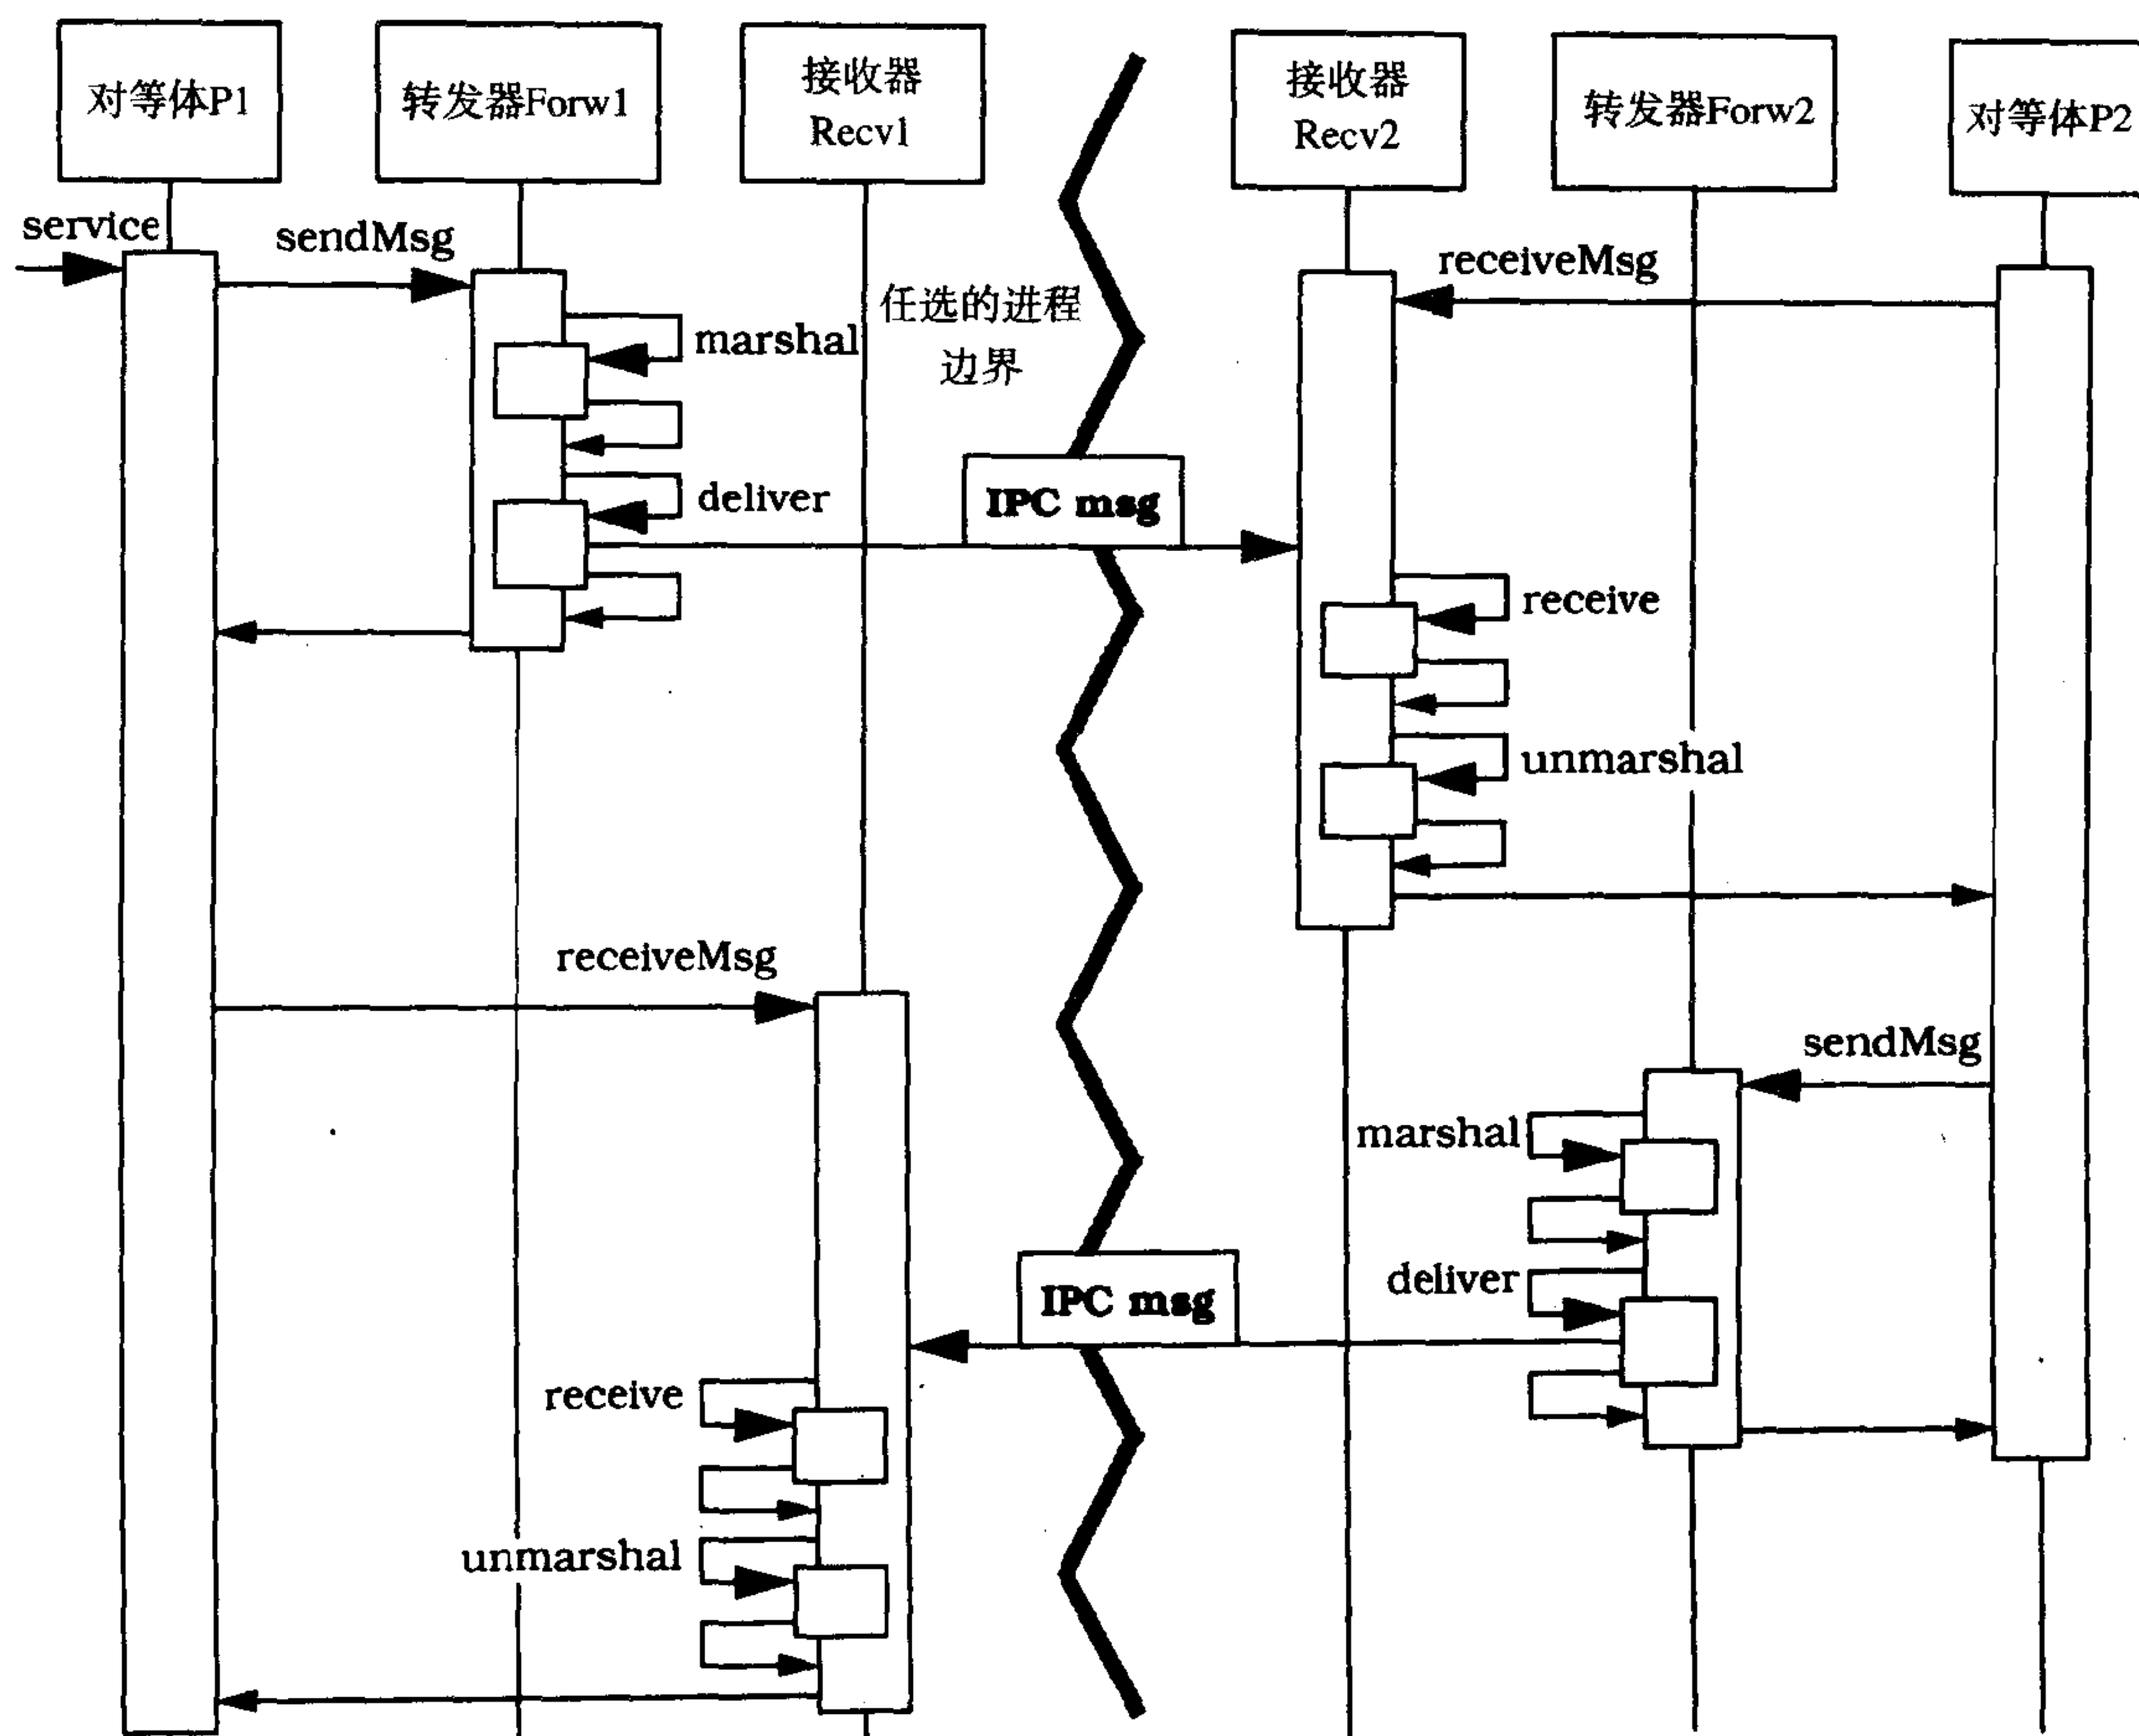 对等体P1
转发器Forw1
接收器
Recv1
接收器
Recv2
转发器Forw2
对等体P2
service
sendMsg
receiveMsg
marshal
任选的进程
边界
deliver
IPC msg
receive
unmarshal
receiveMsg
sendMsg
marshal
deliver
IPC msg
receive
unmarshal